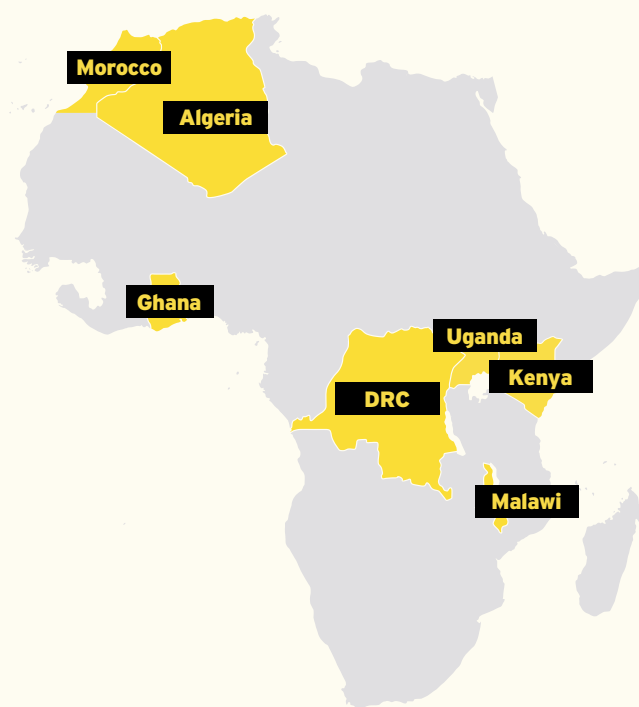 Morocco
Algeria
Ghana
Uganda
Kenya
DRC
Malawi